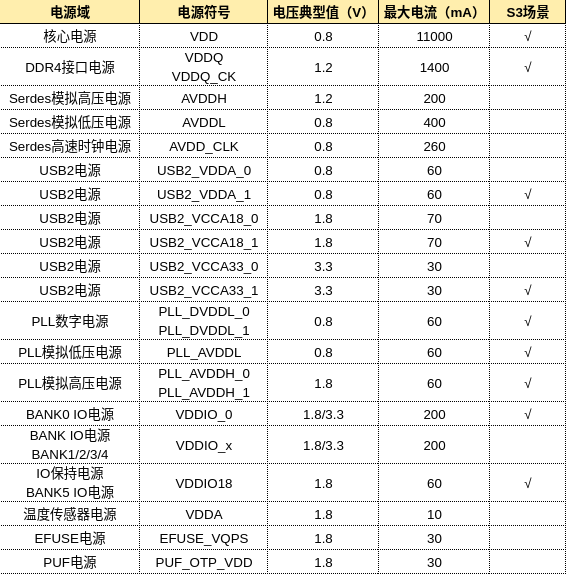 电源域 电源符号 电压典型值（V） 最大电流（mA） S3场景
核心电源 VDD 0.8 11000 √
DDR4接口电源 VDDQ 1.2 1400 √
VDDQ_CK
Serdes模拟高压电源 AVDDH 1.2 200
Serdes模拟低压电源 AVDDL 0.8 400
Serdes高速时钟电源 AVDD_CLK 0.8 260
USB2电源 USB2_VDDA_0 0.8 60
USB2电源 USB2_VDDA_1 0.8 60 √
USB2电源 USB2_VCCA18_0 1.8 70
USB2电源 USB2_VCCA18_1 1.8 70 √
USB2电源 USB2_VCCA33_0 3.3 30
USB2电源 USB2_VCCA33_1 3.3 30 √
PLL数字电源 PLL_DVDDL_0 0.8 60 √
PLL_DVDDL_1
PLL模拟低压电源 PLL_AVDDL 0.8 60 √
PLL模拟高压电源 PLL_AVDDH_0 1.8 60 √
PLL_AVDDH_1
BANK0 IO电源 VDDIO_0 1.8/3.3 200 √
BANK IO电源 VDDIO_x 1.8/3.3 200
BANK1/2/3/4
IO保持电源 VDDIO18 1.8 60 √
BANK5 IO电源
温度传感器电源 VDDA 1.8 10
EFUSE电源 EFUSE_VQPS 1.8 30
PUF电源 PUF_OTP_VDD 1.8 30